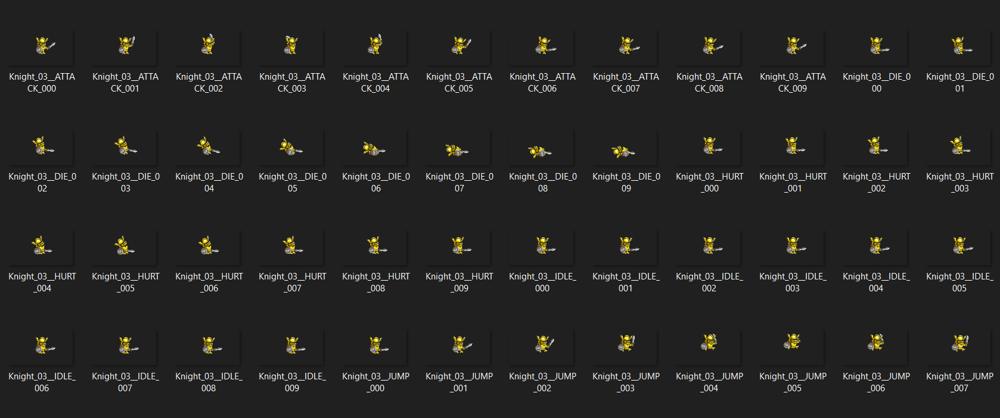 Knight_03__ATTA
CK_000
Knight_03__ATTA
CK_001
Knight_03__ATTA
CK_002
Knight_03__ATTA
CK_003
Knight_03__ATTA
CK_004
Knight_03__ATTA
CK_005
Knight_03__ATTA
CK_006
Knight_03__ATTA
CK_007
Knight_03__ATTA
CK_008
Knight_03__ATTA
CK_009
Knight_03__DIE_0
00
Knight_03__DIE_0
01
Knight_03__DIE_0
02
Knight_03__DIE_0
03
Knight_03__DIE_0
04
Knight_03__DIE_0
05
Knight_03__DIE_0
06
Knight_03__DIE_0
07
Knight_03__DIE_0
08
Knight_03__DIE_0
09
Knight_03__HURT
_000
Knight_03__HURT
_001
Knight_03__HURT
_002
Knight_03__HURT
_003
Knight_03__HURT
_004
Knight_03__HURT
_005
Knight_03__HURT
_006
Knight_03__HURT
_007
Knight_03__HURT
_008
Knight_03__HURT
_009
Knight_03__IDLE_
000
Knight_03__IDLE_
001
Knight_03__IDLE_
002
Knight_03__IDLE_
003
Knight_03__IDLE_
004
Knight_03__IDLE_
005
Knight_03__IDLE_
006
Knight_03__IDLE_
007
Knight_03__IDLE_
008
Knight_03__IDLE_
009
Knight_03__JUMP
_000
Knight_03__JUMP
_001
Knight_03__JUMP
_002
Knight_03__JUMP
_003
Knight_03__JUMP
_004
Knight_03__JUMP
_005
Knight_03__JUMP
_006
Knight_03__JUMP
_007